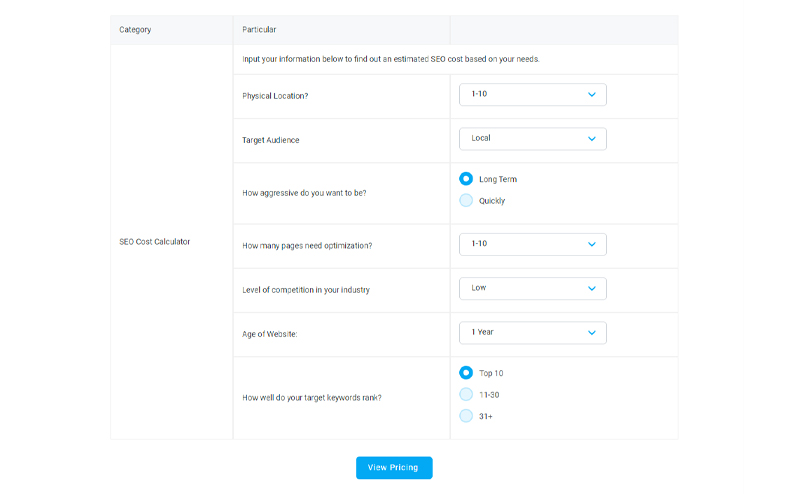 Category
Particular
Input your information below to find out an estimated SEO cost based on your needs.
SEO Cost Calculator
Physical Location?
1-10
Target Audience
Local
How aggressive do you want to be?
Long Term
Quickly
How many pages need optimization?
1-10
Level of competition in your industry
Low
Age of Website:
1 Year
How well do your target keywords rank?
Top 10
11-30
31+
View Pricing